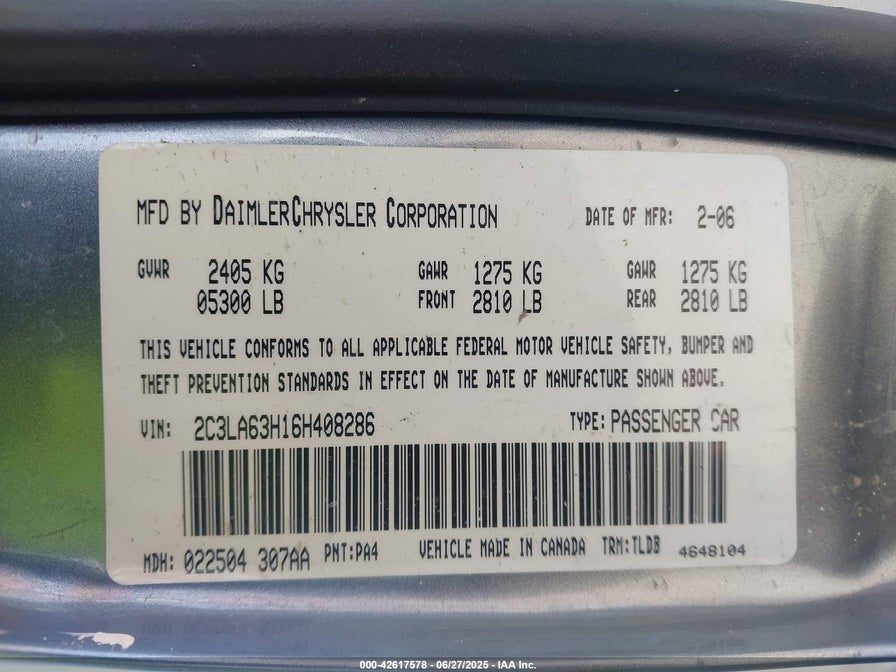 MFD BY DAIMLERCHRYSLER CORPORATION DATE OF MFR: 2-06
GVWR 2405 KG GAWR 1275 KG GAWR 1275 KG
05300 LB FRONT 2810 LB REAR 2810 LB
THIS VEHICLE CONFORMS TO ALL APPLICABLE FEDERAL MOTOR VEHICLE SAFETY, BUMPER AND
THEFT PREVENTION STANDARDS IN EFFECT ON THE DATE OF MANUFACTURE SHOWN ABOVE.
VIN: 2C3LA63H16H408286 TYPE: PASSENGER CAR
MDH: 022504 307AA PNT:PA4 VEHICLE MADE IN CANADA TRM:TLDB 4648104
000-42617578 - 06/27/2025 - IAA Inc.